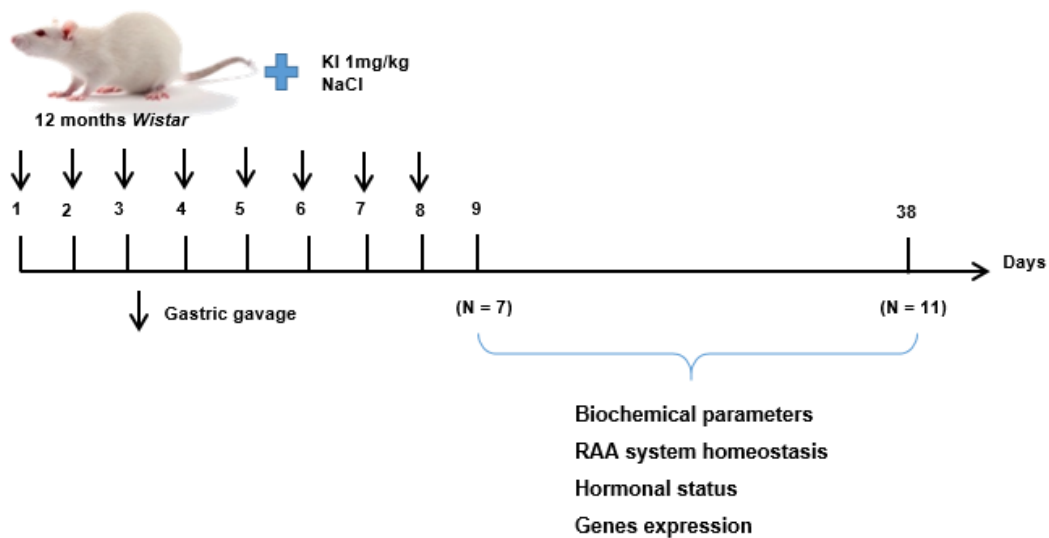 KI 1mg/kg
NaCl
12 months Wistar
1 2 3 4 5 6 7 8 9 38
Days
Gastric gavage
(N = 7) (N = 11)
Biochemical parameters
RAA system homeostasis
Hormonal status
Genes expression